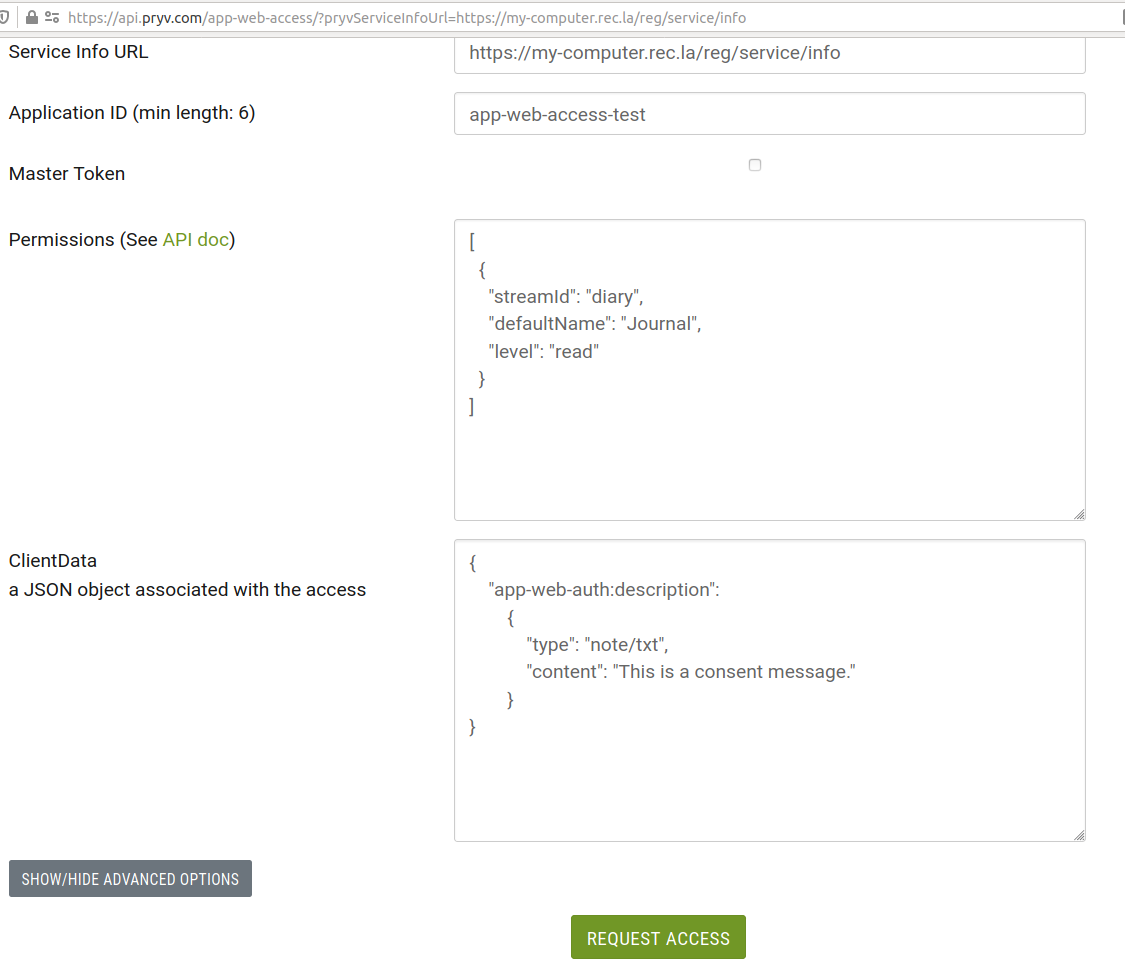 https://api.pryv.com/app-web-access/?pryvServiceInfoUrl=https://my-computer.rec.la/reg/service/info
Service Info URL
https://my-computer.rec.la/reg/service/info
Application ID (min length: 6)
app-web-access-test
Master Token
Permissions (See API doc)
[
{
"streamId": "diary",
"defaultName": "Journal",
"level": "read"
}
]
ClientData
a JSON object associated with the access
{
"app-web-auth:description":
{
"type": "note/txt",
"content": "This is a consent message."
}
}
SHOW/HIDE ADVANCED OPTIONS
REQUEST ACCESS